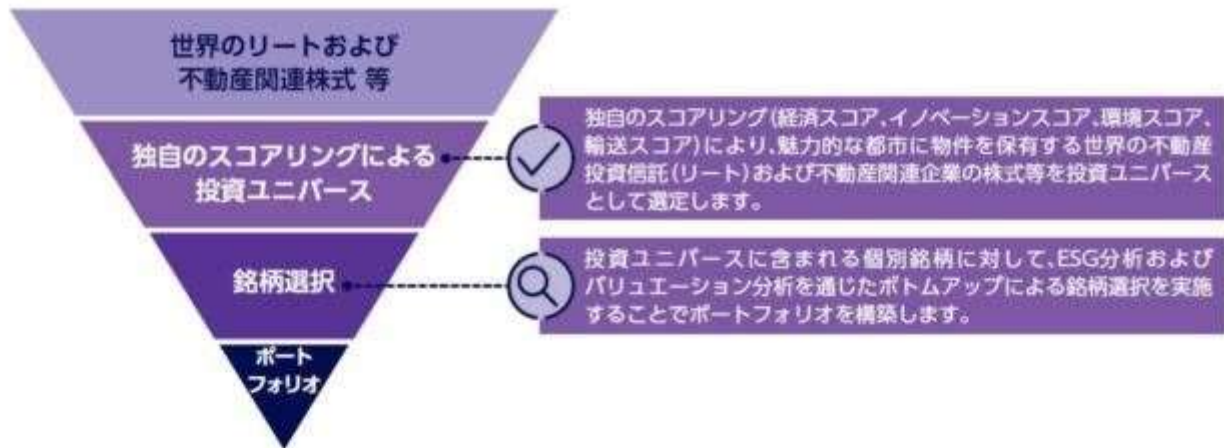 世界のリートおよび
不動産関連株式 等
独自のスコアリングによる
投資ユニバース
独自のスコアリング(経済スコア、イノベーションスコア、環境スコア、
輸送スコア)により、魅力的な都市に物件を保有する世界の不動産
投資信託(リート)および不動産関連企業の株式等を投資ユニバース
として選定します。
銘柄選択
投資ユニバースに含まれる個別銘柄に対して、ESG分析および
バリュエーション分析を通じたボトムアップによる銘柄選択を実施
することでポートフォリオを構築します。
ポート
フォリオ